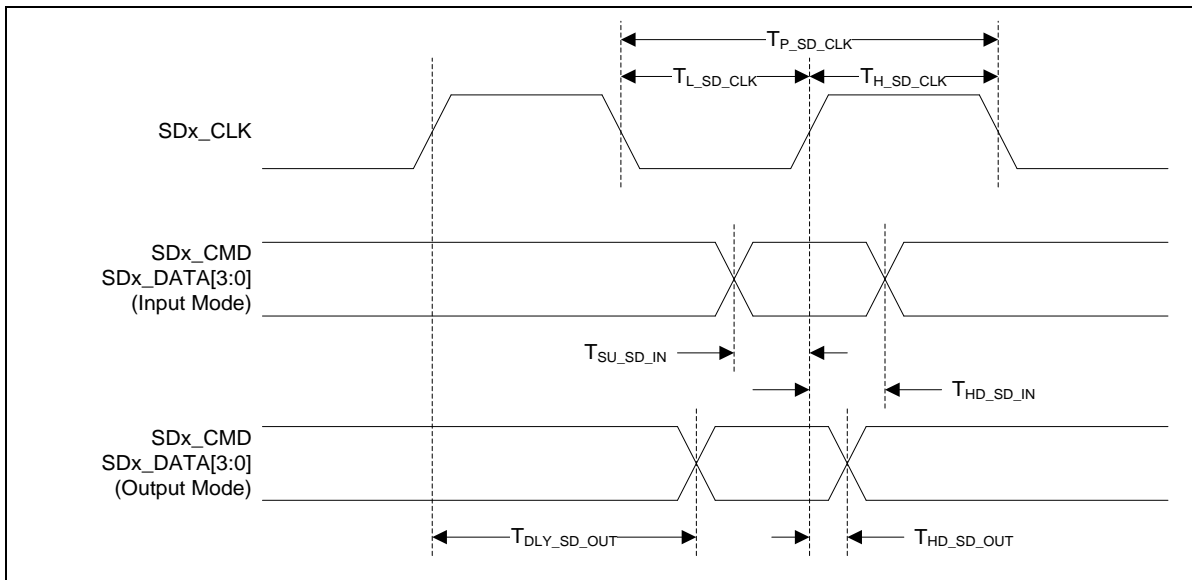 T_P_SD_CLK
T_L_SD_CLK
T_H_SD_CLK
SDx_CLK
SDx_CMD
SDx_DATA[3:0]
(Input Mode)
T_SU_SD_IN
T_HD_SD_IN
SDx_CMD
SDx_DATA[3:0]
(Output Mode)
T_DLY_SD_OUT
T_HD_SD_OUT